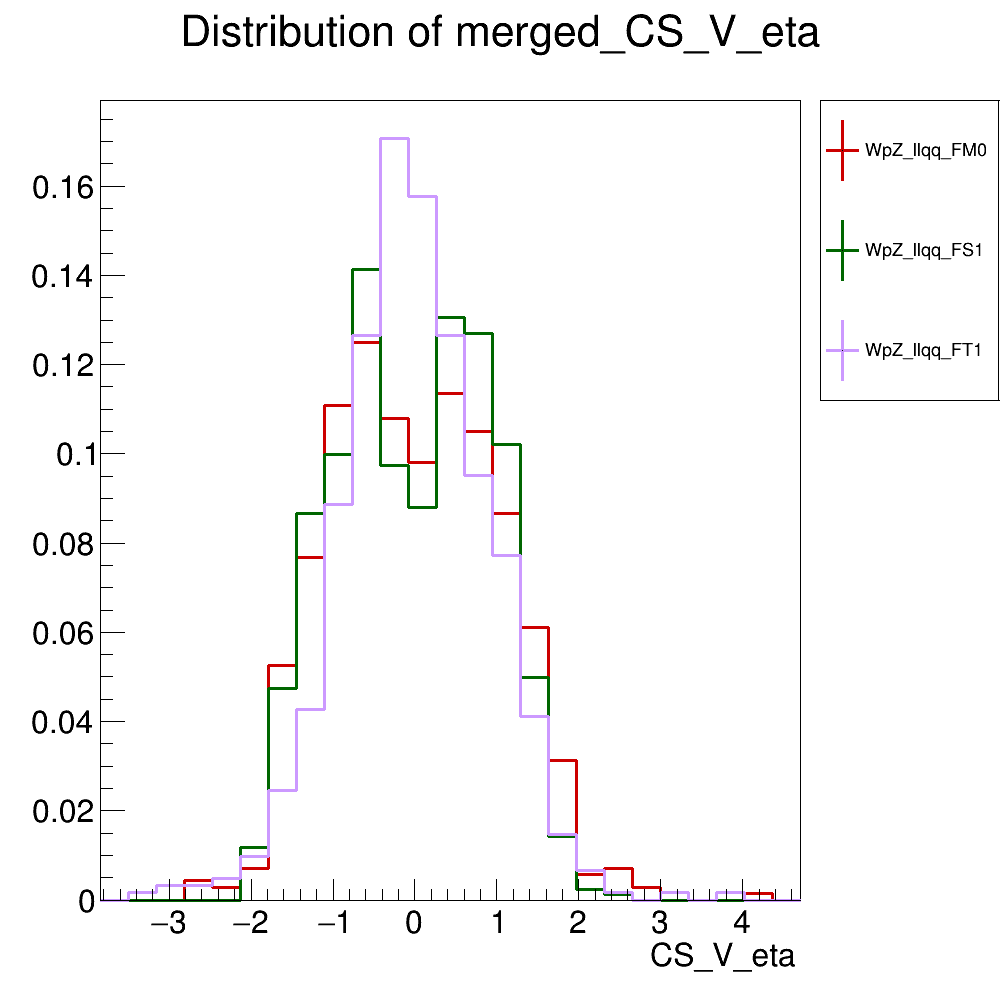 Distribution of merged_CS_V_eta
WpZ_llqq_FM0
WpZ_llqq_FS1
WpZ_llqq_FT1
0.16
0.14
0.12
0.1
0.08
0.06
0.04
0.02
0
−3 −2 −1 0 1 2 3 4
CS_V_eta